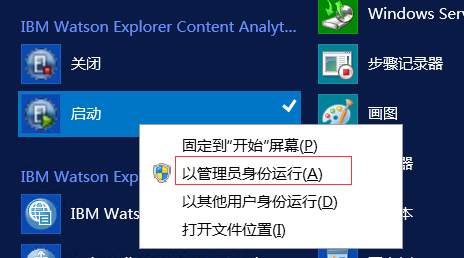 IBM Watson Explorer Content Analyt...
关闭
启动
IBM Watson Exp
IBM Wats
Windows Serv
步骤记录器
画图
固定到"开始"屏幕(P)
以管理员身份运行(A)
以其他用户身份运行(D)
打开文件位置(I)
器
本